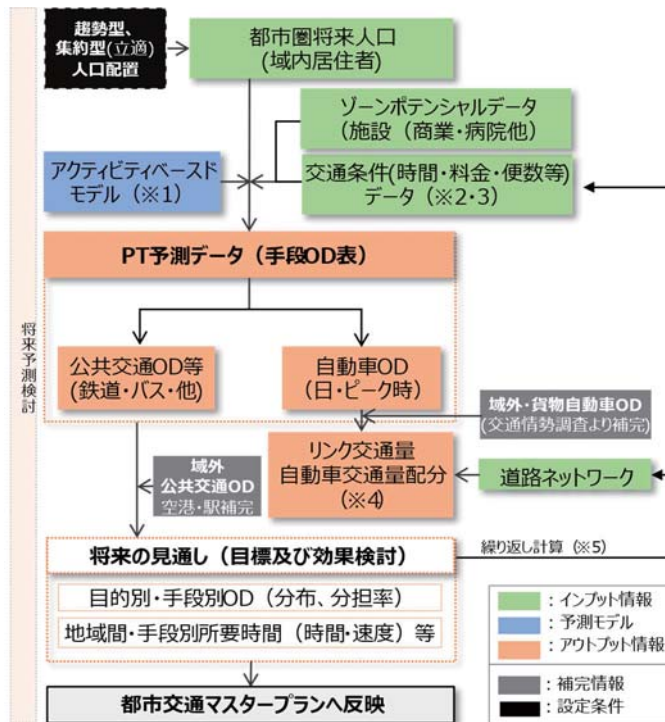 趨勢型、
集約型(立適)
人口配置
都市圏将来人口
(域内居住者)
ゾーンポテンシャルデータ
(施設（商業・病院他)
アクティビティベースド
モデル（※1）
交通条件(時間・料金・便数等)
データ（※2・3）
PT予測データ（手段OD表）
将来予測検討
公共交通OD等
(鉄道・バス・他)
自動車OD
(日・ピーク時)
域外・貨物自動車OD
(交通情勢調査より補完)
リンク交通量
自動車交通量配分
(※4)
域外
公共交通OD
空港・駅補完
道路ネットワーク
将来の見通し（目標及び効果検討）
繰り返し計算（※5）
目的別・手段別OD（分布、分担率）
地域間・手段別所要時間（時間・速度）等
：インプット情報
：予測モデル
：アウトプット情報
：補完情報
：設定条件
都市交通マスタープランへ反映